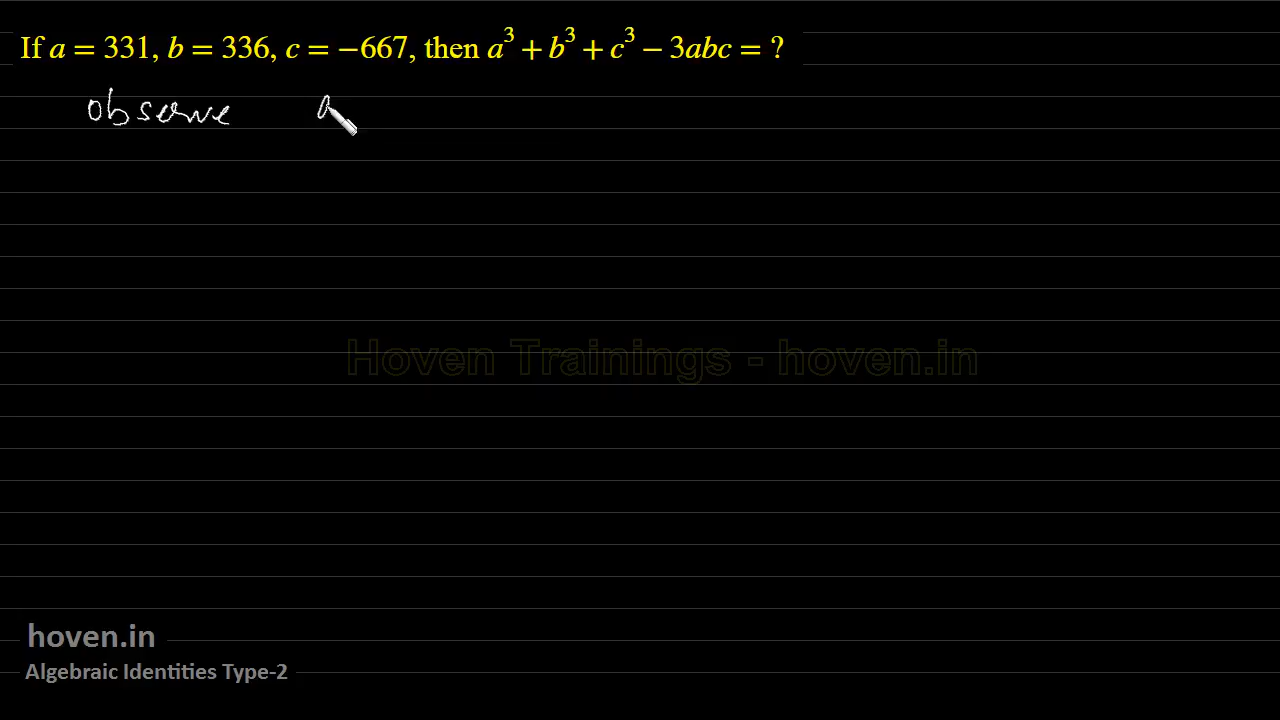 If a = 331, b = 336, c = −667, then a³ + b³ + c³ − 3abc = ?
observe a
Hoven Trainings - hoven.in
hoven.in
Algebraic Identities Type-2